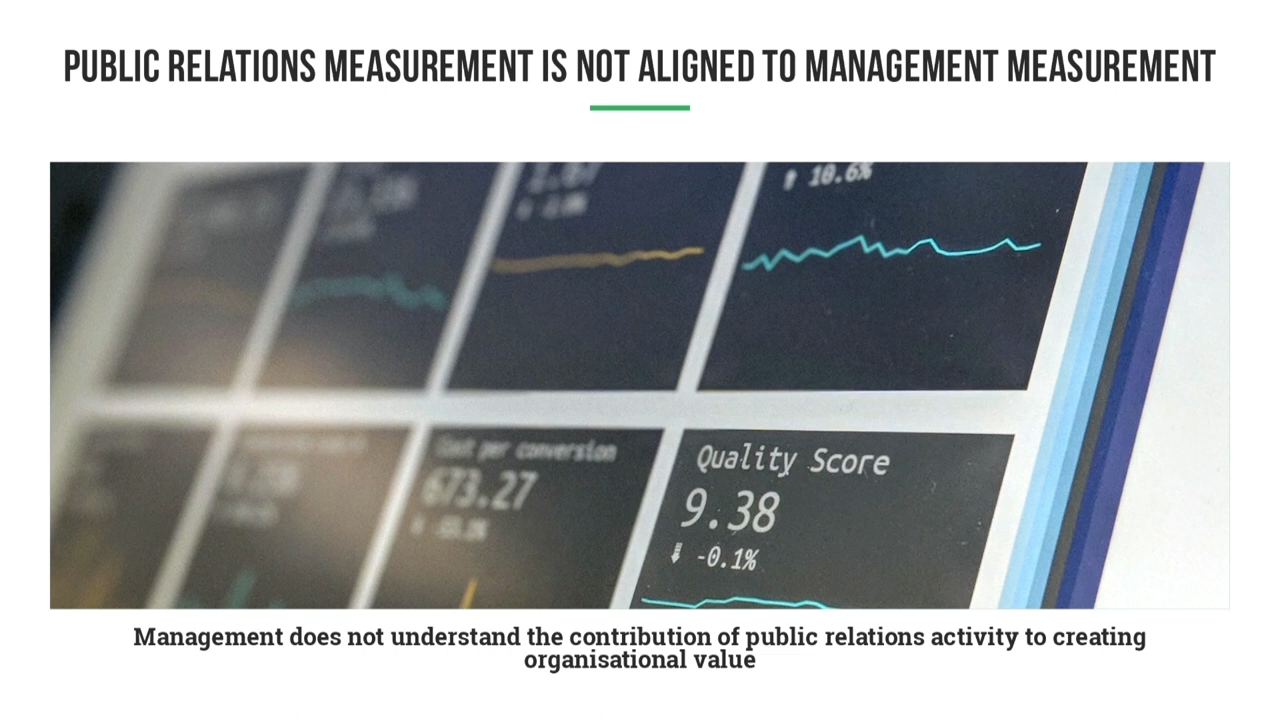 PUBLIC RELATIONS MEASUREMENT IS NOT ALIGNED TO MANAGEMENT MEASUREMENT
10.6%
Cost per conversion
Quality Score
673.27
9.38
-0.1%
Management does not understand the contribution of public relations activity to creating
organisational value